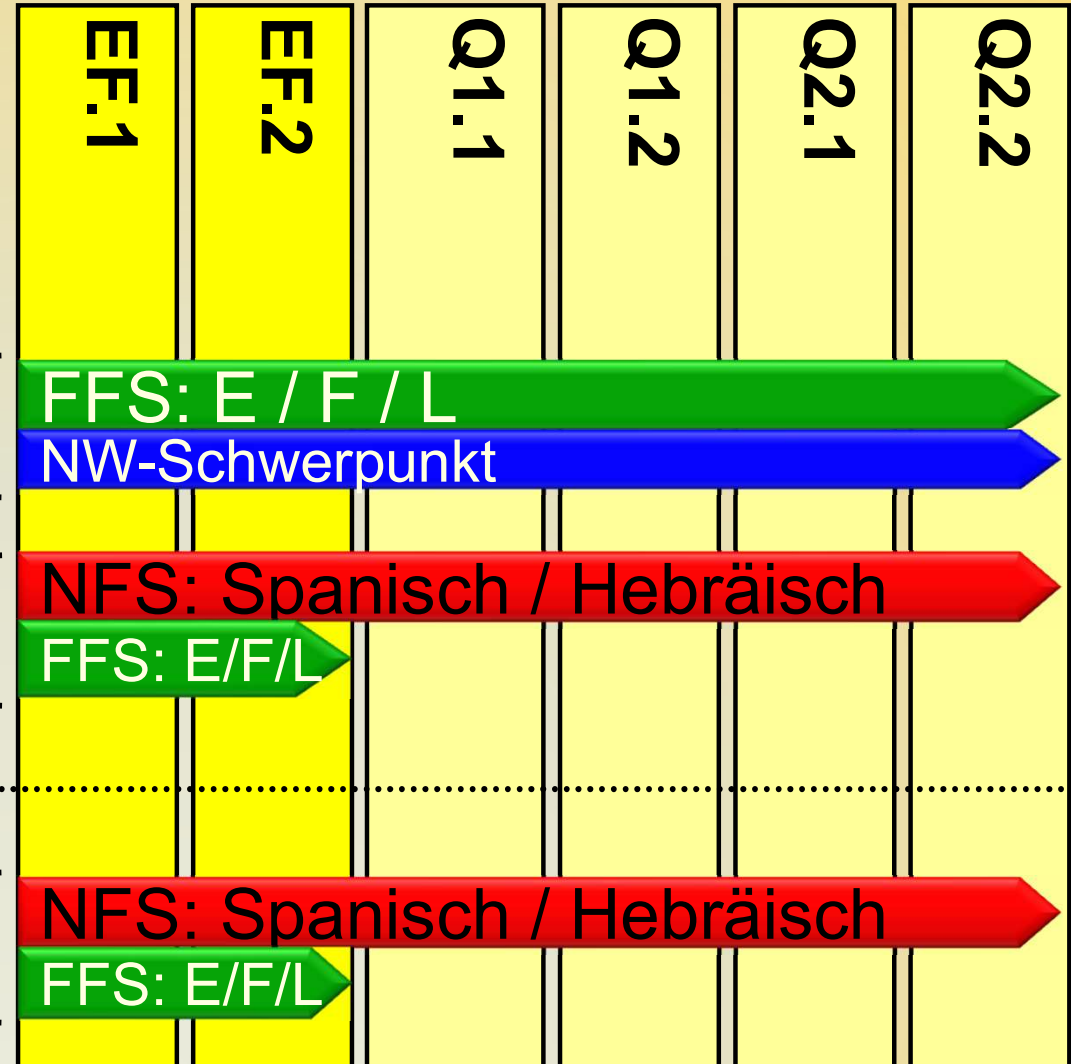 EF.1
EF.2
Q1.1
Q1.2
Q2.1
Q2.2
FFS: E / F / L
NW-Schwerpunkt
NFS: Spanisch / Hebräisch
FFS: E/F/L
NFS: Spanisch / Hebräisch
FFS: E/F/L